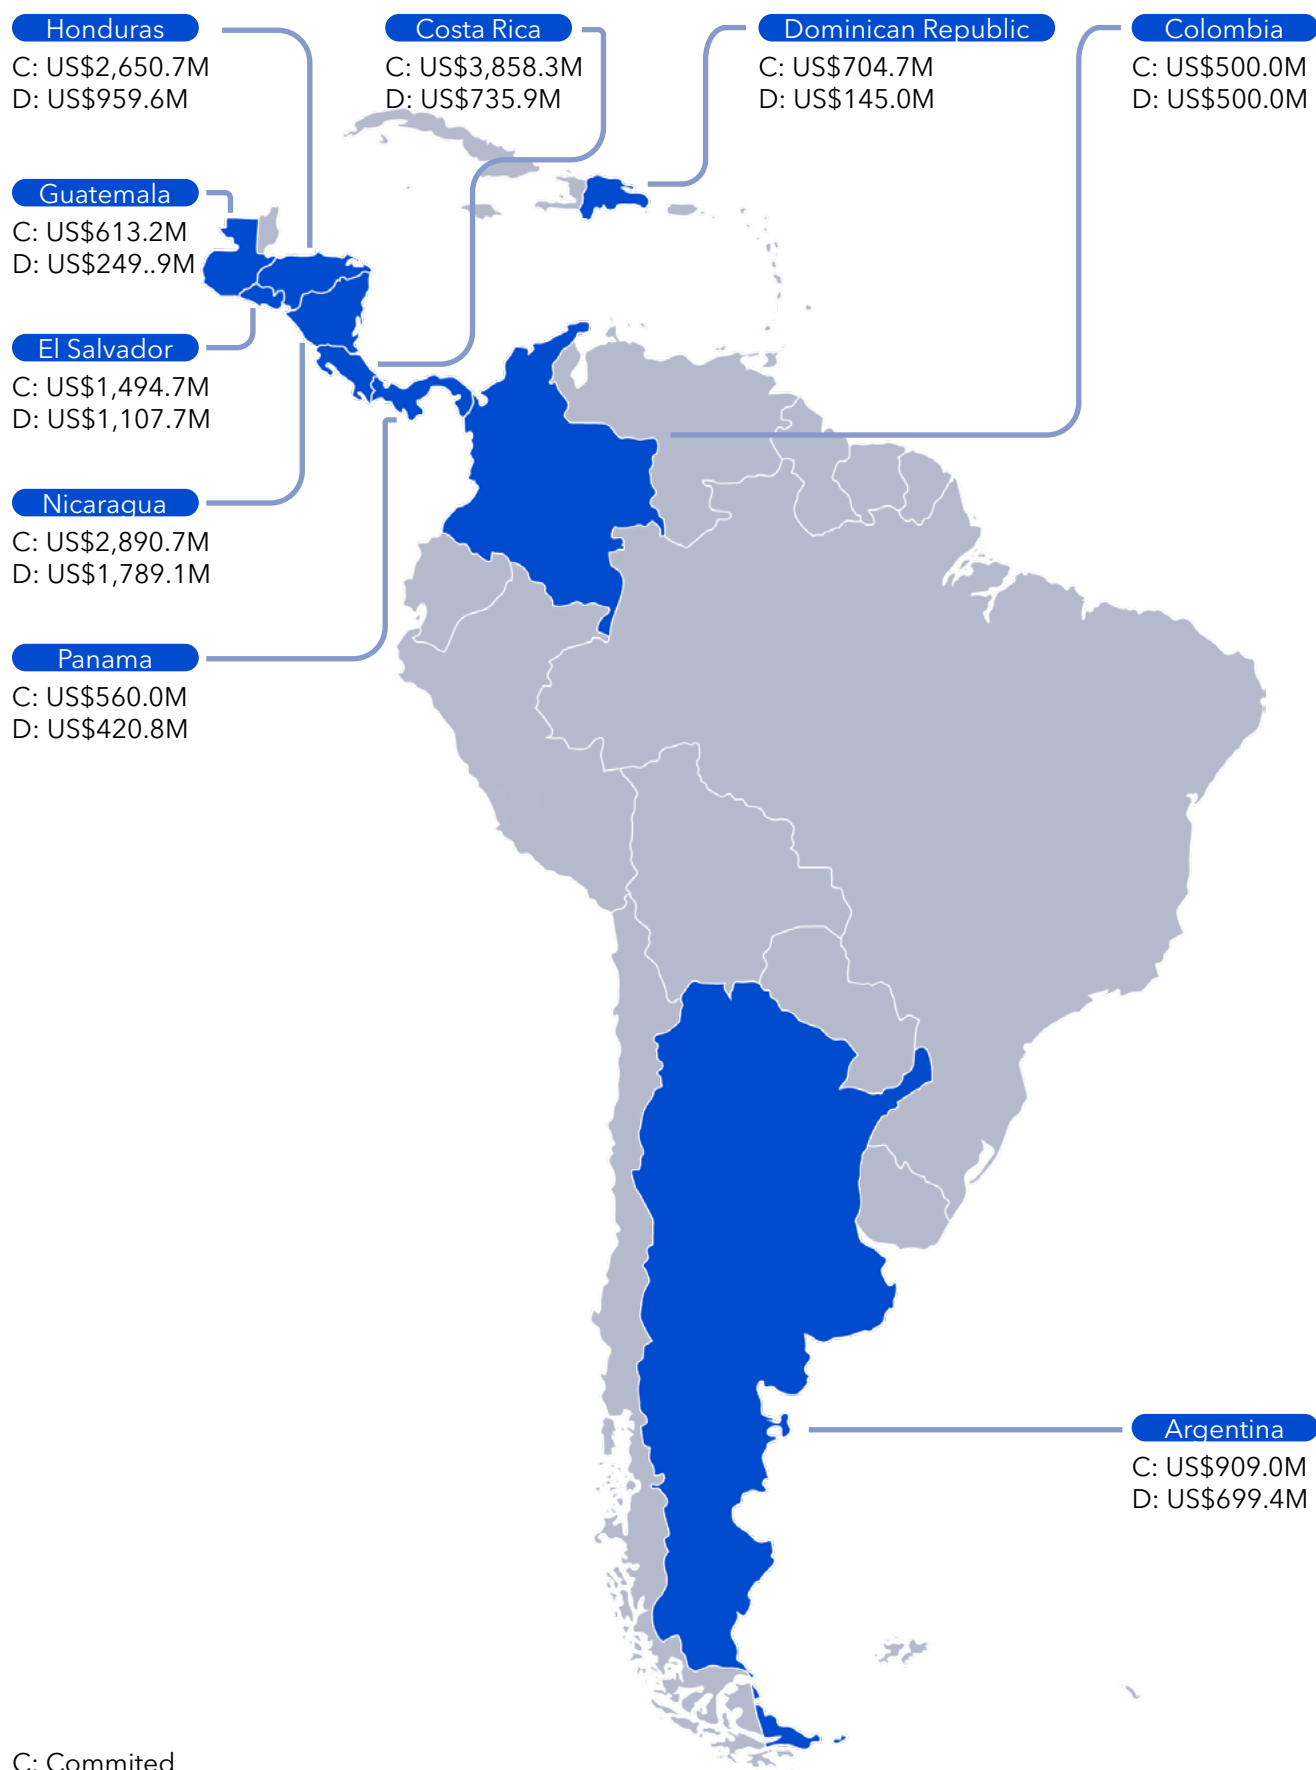 Honduras
C: US$2,650.7M
D: US$959.6M
Costa Rica
C: US$3,858.3M
D: US$735.9M
Dominican Republic
C: US$704.7M
D: US$145.0M
Colombia
C: US$500.0M
D: US$500.0M
Guatemala
C: US$613.2M
D: US$249..9M
El Salvador
C: US$1,494.7M
D: US$1,107.7M
Nicaragua
C: US$2,890.7M
D: US$1,789.1M
Panama
C: US$560.0M
D: US$420.8M
Argentina
C: US$909.0M
D: US$699.4M
C: Commited